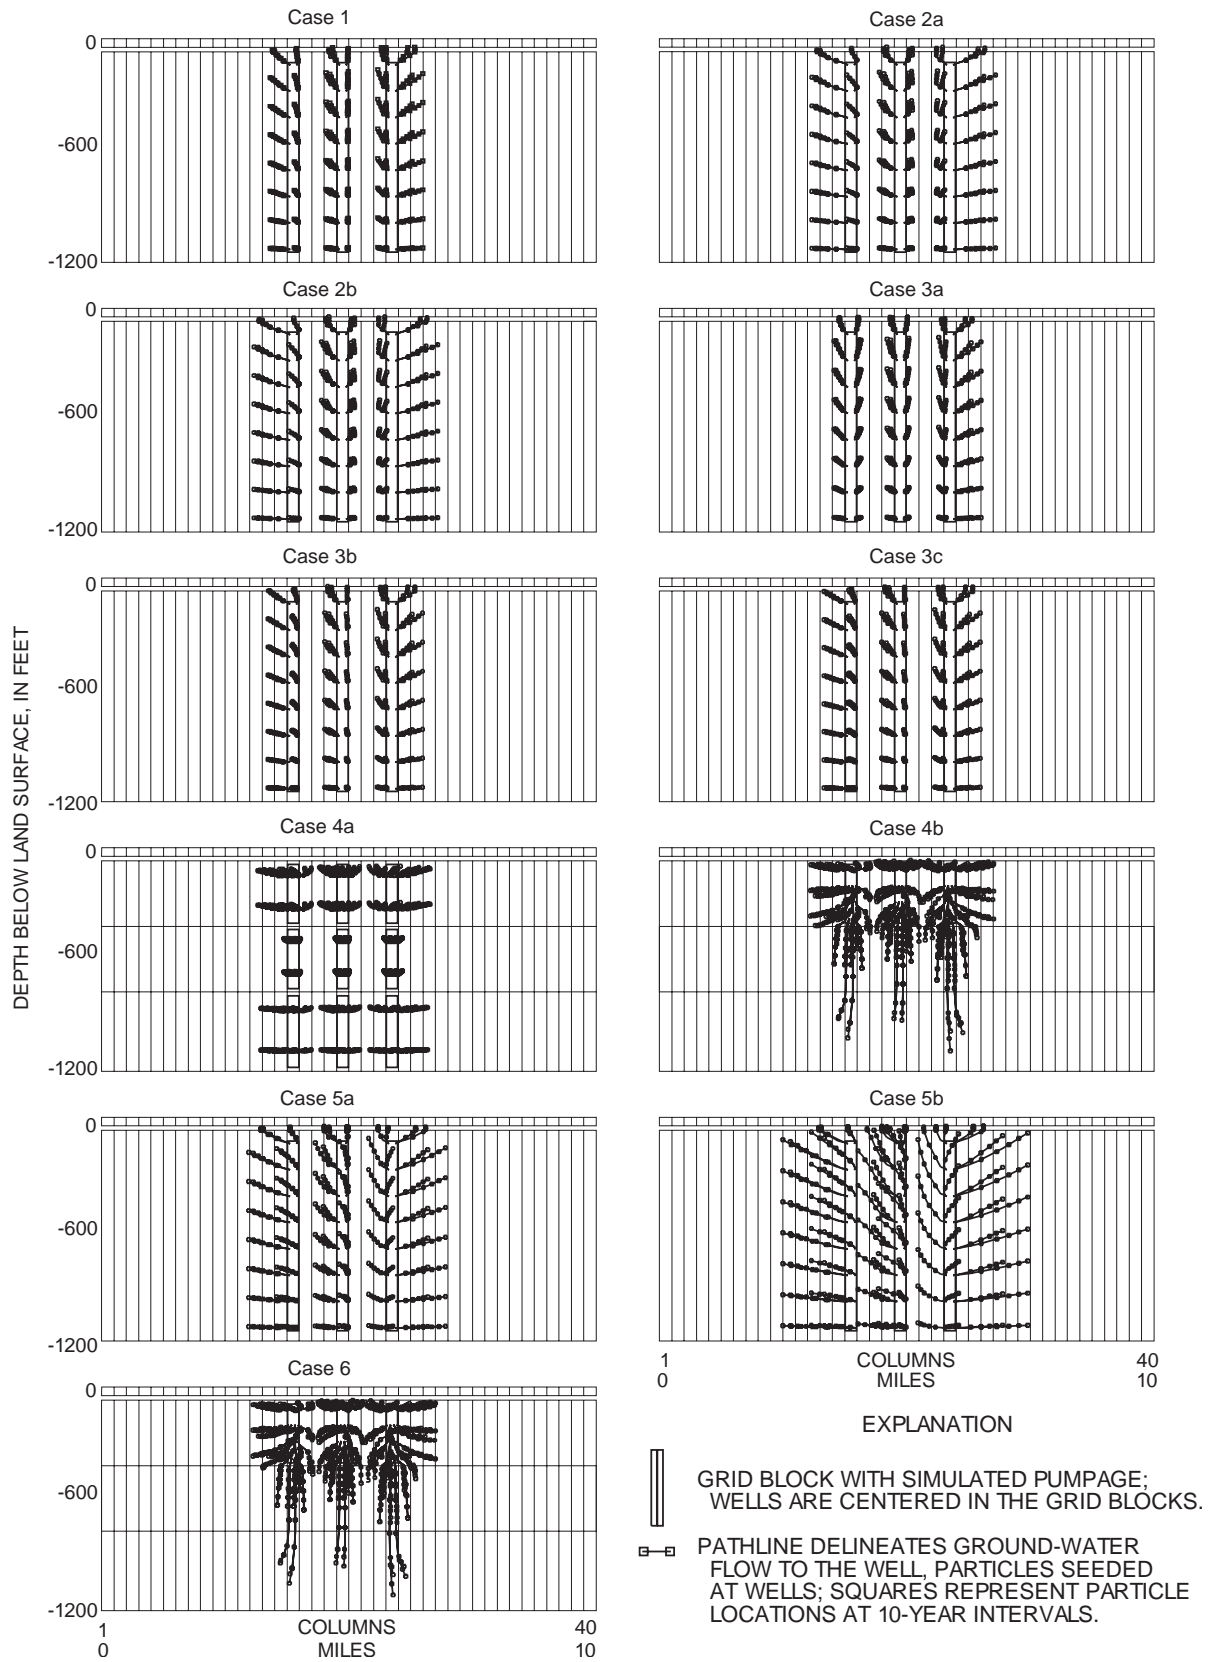 Case 1
Case 2a
0
-600
-1200
Case 2b
Case 3a
0
-600
-1200
Case 3b
Case 3c
0
-600
-1200
DEPTH BELOW LAND SURFACE, IN FEET
Case 4a
Case 4b
0
-600
-1200
Case 5a
Case 5b
0
-600
-1200
1 COLUMNS 40
0 MILES 10
Case 6
0
-600
-1200
1 COLUMNS 40
0 MILES 10
EXPLANATION
GRID BLOCK WITH SIMULATED PUMPAGE;
WELLS ARE CENTERED IN THE GRID BLOCKS.
PATHLINE DELINEATES GROUND-WATER
FLOW TO THE WELL, PARTICLES SEEDED
AT WELLS; SQUARES REPRESENT PARTICLE
LOCATIONS AT 10-YEAR INTERVALS.